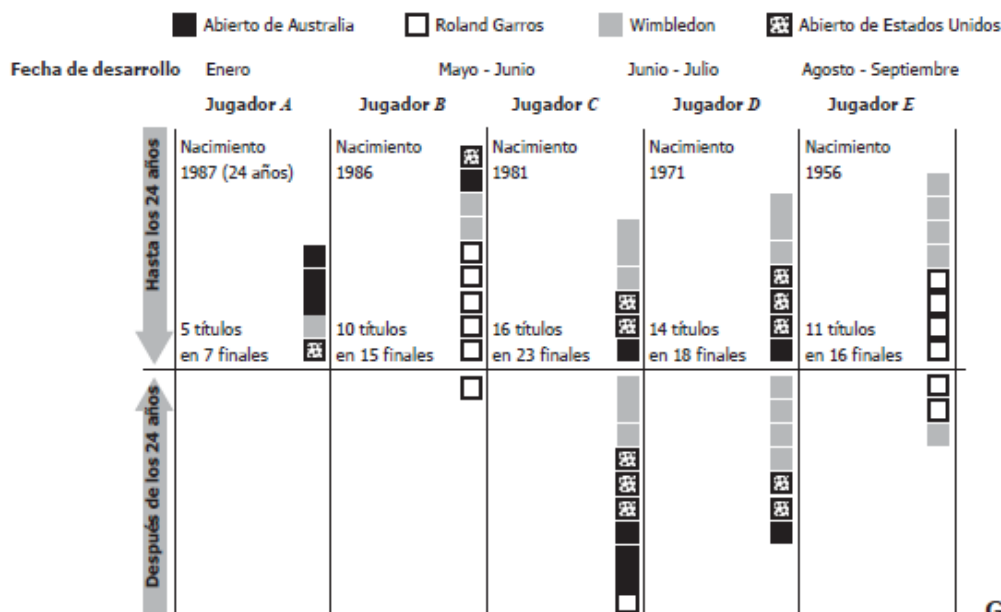 Abierto de Australia Roland Garros Wimbledon Abierto de Estados Unidos
Fecha de desarrollo Enero Mayo - Junio Junio - Julio Agosto - Septiembre
Jugador A Jugador B Jugador C Jugador D Jugador E
Hasta los 24 años
Nacimiento
1987 (24 años)
5 títulos
en 7 finales
Nacimiento
1986
10 títulos
en 15 finales
Nacimiento
1981
16 títulos
en 23 finales
Nacimiento
1971
14 títulos
en 18 finales
Nacimiento
1956
11 títulos
en 16 finales
Después de los 24 años